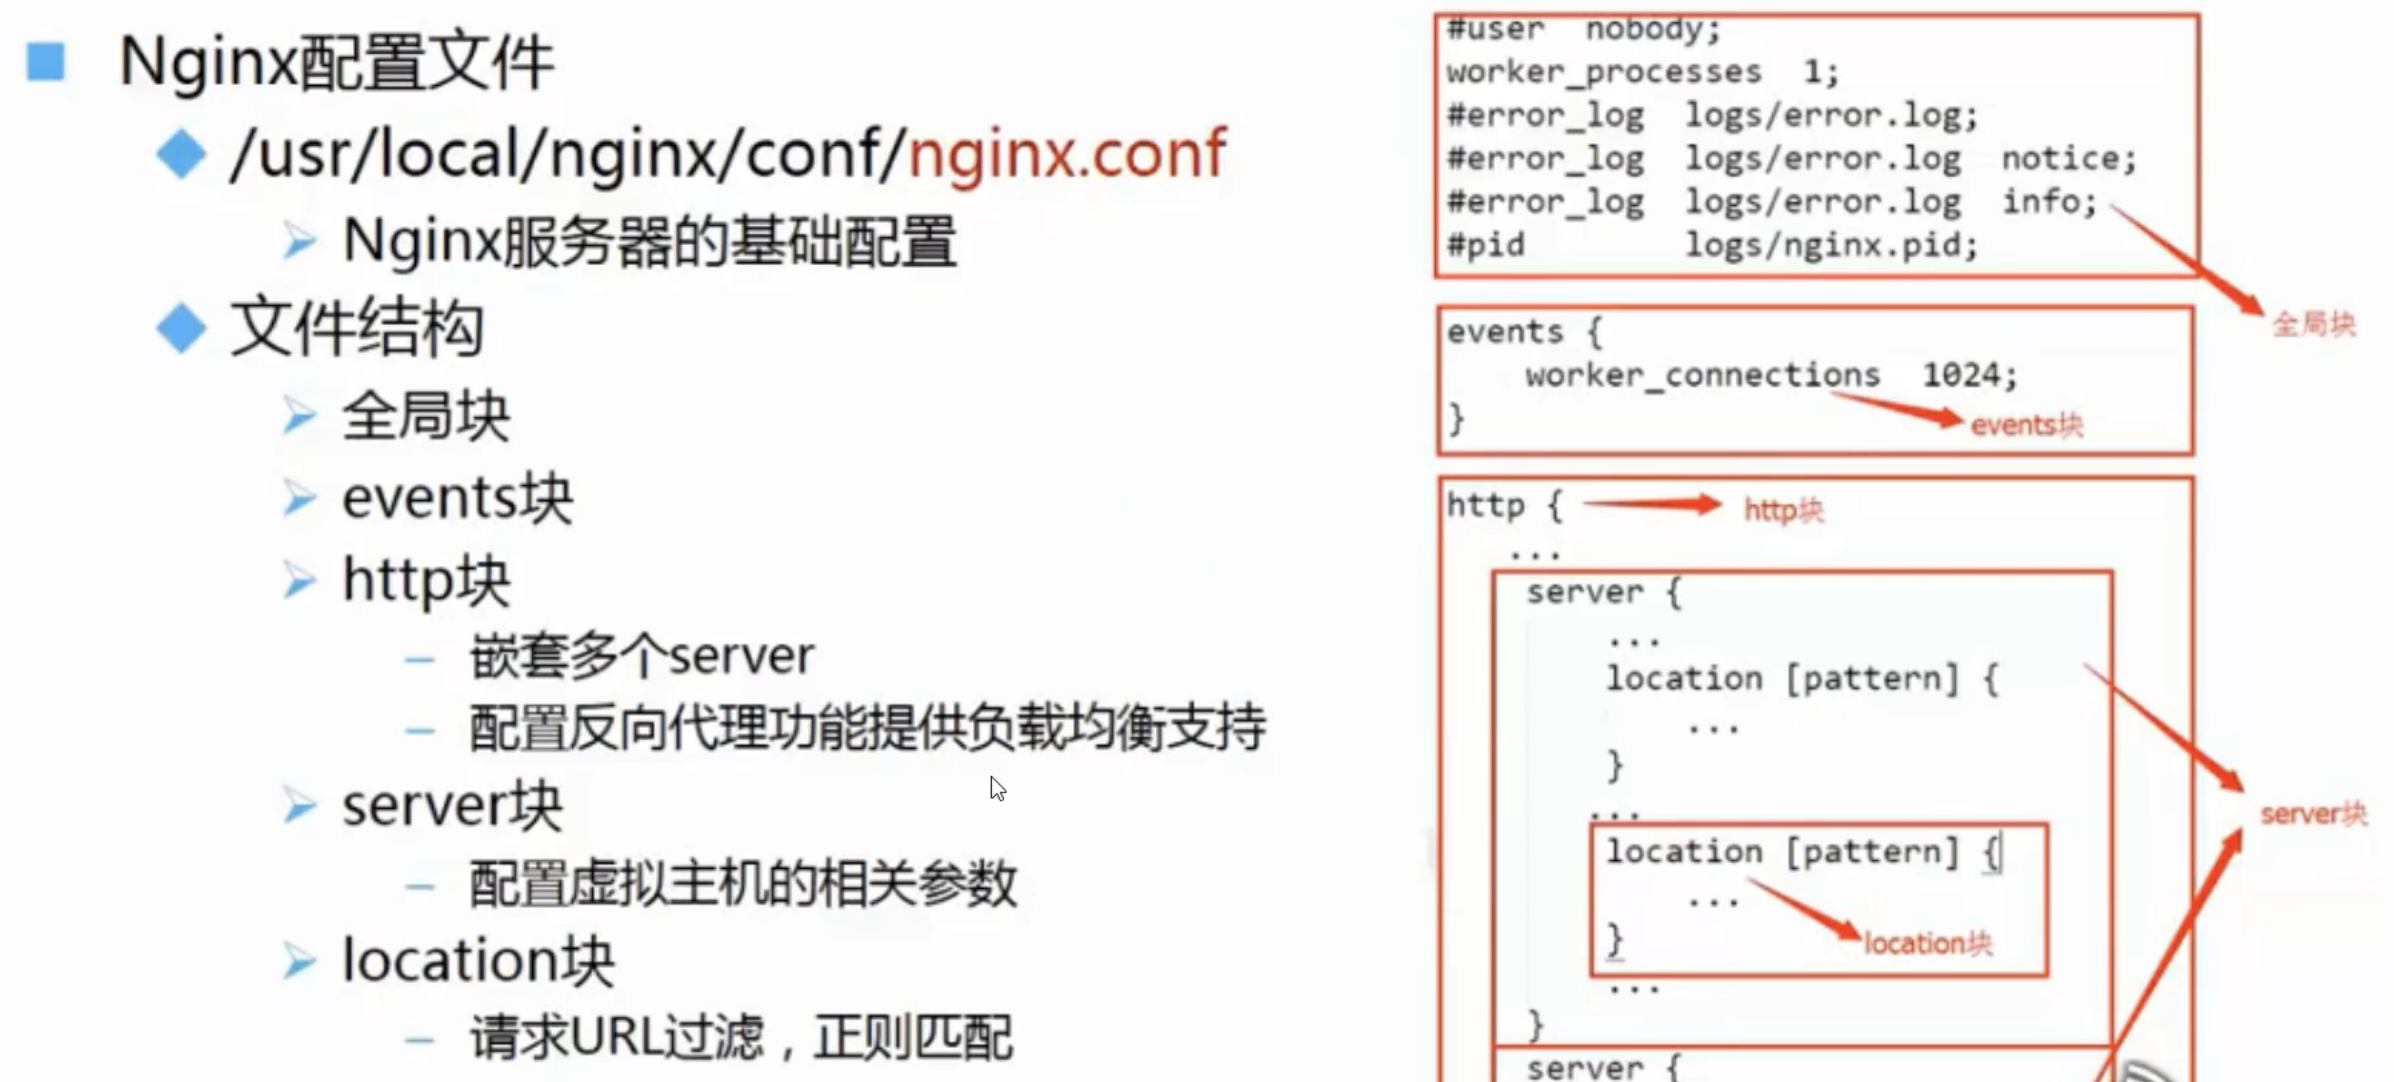 Nginx配置文件
/usr/local/nginx/conf/nginx.conf
Nginx服务器的基础配置
文件结构
全局块
events块
http块
嵌套多个server
配置反向代理功能提供负载均衡支持
server块
配置虚拟主机的相关参数
location块
请求URL过滤，正则匹配
#user  nobody;
worker_processes  1;
#error_log  logs/error.log;
#error_log  logs/error.log  notice;
#error_log  logs/error.log  info;
#pid        logs/nginx.pid;
全局块
events {
    worker_connections  1024;
events块
}
http {
http块
...
server {
...
location [pattern] {
...
}
...
server块
location [pattern] {
...
}
location块
...
}
server {